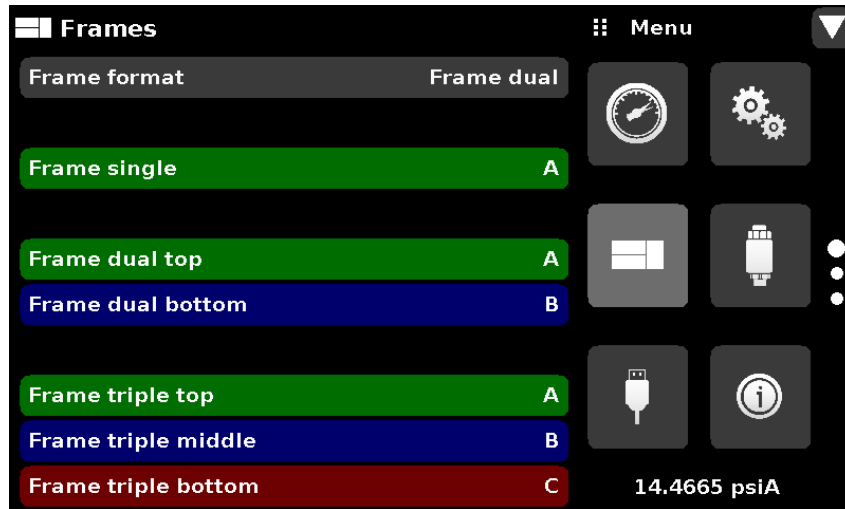 Frames
Menu
Frame format Frame dual
Frame single A
Frame dual top A
Frame dual bottom B
Frame triple top A
Frame triple middle B
Frame triple bottom C
14.4665 psiA